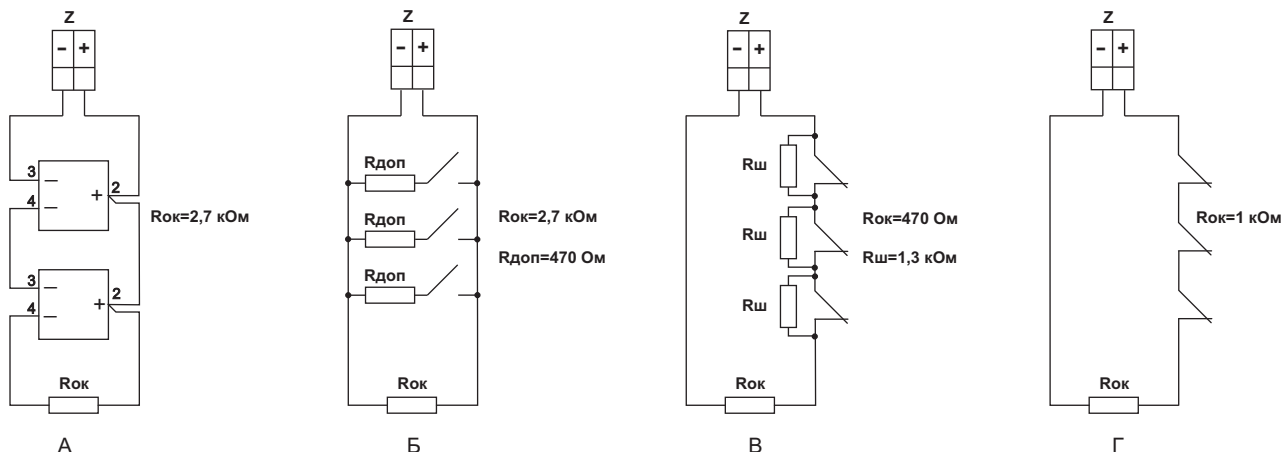 Z
- +
3
4
+ 2
3
4
+ 2
Rок=2,7 кОм
Rок
А
Z
- +
Rдоп
Rдоп
Rдоп
Rок=2,7 кОм
Rдоп=470 Ом
Rок
Б
Z
- +
Rш
Rш
Rш
Rок=470 Ом
Rш=1,3 кОм
Rок
В
Z
- +
Rок=1 кОм
Rок
Г